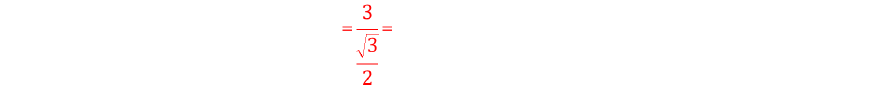 = 3 / (√3 / 2) =